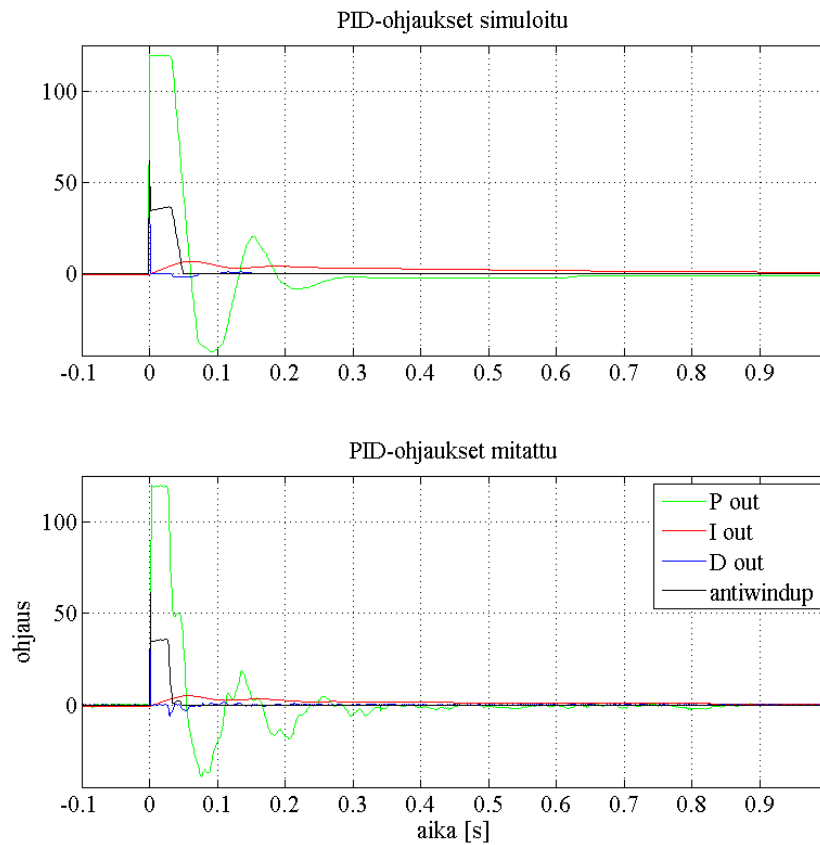 PID-ohjaukset simuloitu
100
50
0
-0.1 0 0.1 0.2 0.3 0.4 0.5 0.6 0.7 0.8 0.9
PID-ohjaukset mitattu
P out
I out
D out
antiwindup
100
50
0
ohjaus
-0.1 0 0.1 0.2 0.3 0.4 0.5 0.6 0.7 0.8 0.9
aika [s]